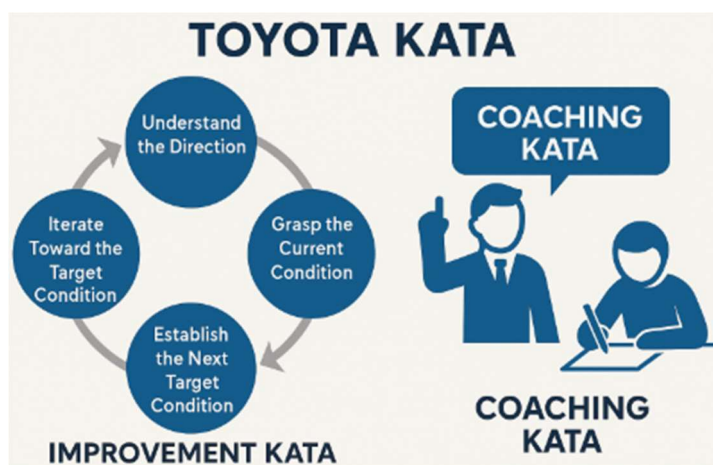 TOYOTA KATA
Understand
the Direction
Grasp the
Current
Condition
Establish
the Next
Target
Condition
Iterate
Toward the
Target
Condition
IMPROVEMENT KATA
COACHING
KATA
COACHING
KATA